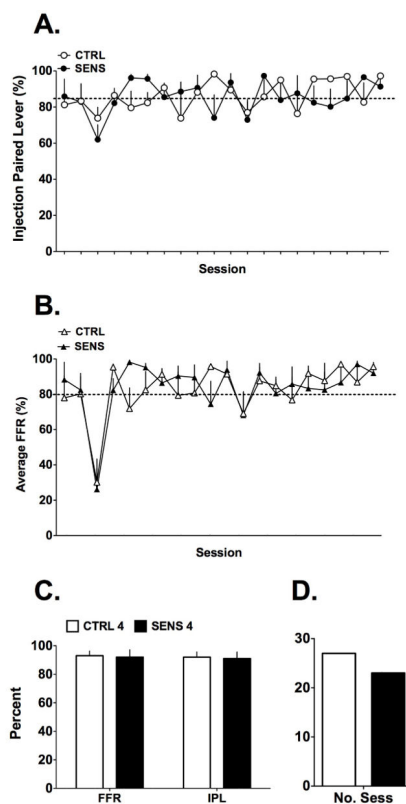 A.
CTRL
SENS
Injection Paired Lever (%)
100
80
60
40
20
0
Session
B.
CTRL
SENS
Average FFR (%)
100
80
60
40
20
0
Session
C.
CTRL 4 SENS 4
Percent
100
80
60
40
20
0
FFR IPL
D.
30
20
10
0
No. Sess